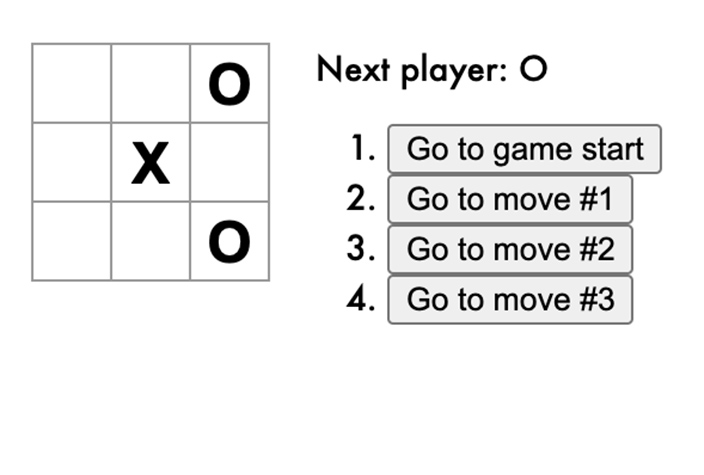 O
X
O
Next player: O
1. Go to game start
2. Go to move #1
3. Go to move #2
4. Go to move #3